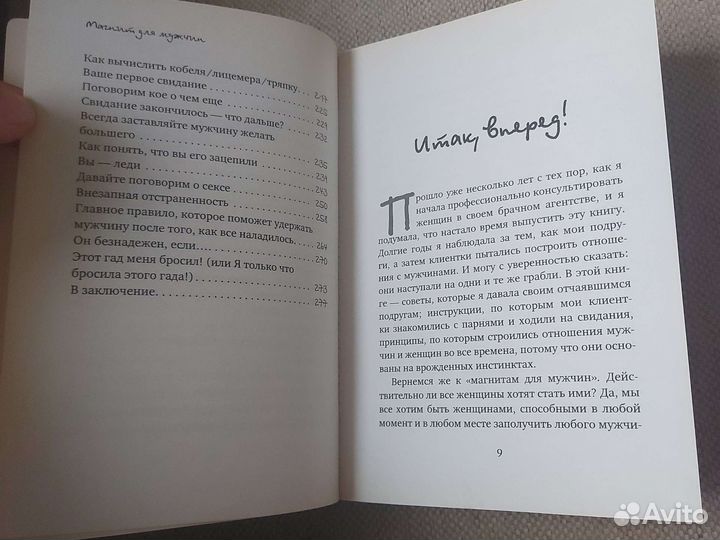 Магнит для мужчин
Как вычислить кобеля/лицемера/тряпку. . . 217
Ваше первое свидание . . . . . . . . . . . . . . . . . 225
Поговорим кое о чем еще . . . . . . . . . . . . . . 229
Свидание закончилось — что дальше? . . . . 232
Всегда заставляйте мужчину желать
большего . . . . . . . . . . . . . . . . . . . . . . . . . . . 236
Как понять, что вы его зацепили . . . . . . . . 239
Вы — леди . . . . . . . . . . . . . . . . . . . . . . . . . . 243
Давайте поговорим о сексе . . . . . . . . . . . . . 250
Внезапная отстраненность . . . . . . . . . . . . . 258
Главное правило, которое поможет удержать
мужчину после того, как все наладилось. . . 264
Он безнадежен, если. . . . . . . . . . . . . . . . . . . 270
Этот гад меня бросил! (или Я только что
бросила этого гада!) . . . . . . . . . . . . . . . . . . . 273
В заключение. . . . . . . . . . . . . . . . . . . . . . . . 277
Итак, вперед!
Прошло уже несколько лет с тех пор, как я
начала профессионально консультировать
женщин в своем брачном агентстве, и я
подумала, что настало время выпустить эту книгу.
Долгие годы я наблюдала за тем, как мои подру-
ги, а затем клиентки пытались построить отноше-
ния с мужчинами. И могу с уверенностью сказать:
они наступали на одни и те же грабли. В этой кни-
ге — советы, которые я давала своим отчаявшимся
подругам; инструкции, по которым мои клиент-
ки знакомились с парнями и ходили на свидания,
принципы, по которым строились отношения муж-
чин и женщин во все времена, потому что они осно-
ваны на врожденных инстинктах.
Вернемся же к «магнитам для мужчин». Дейст-
вительно ли все женщины хотят стать ими? Да, мы
все хотим быть женщинами, способными в любой
момент и в любом месте заполучить любого мужчи-
9
Avito